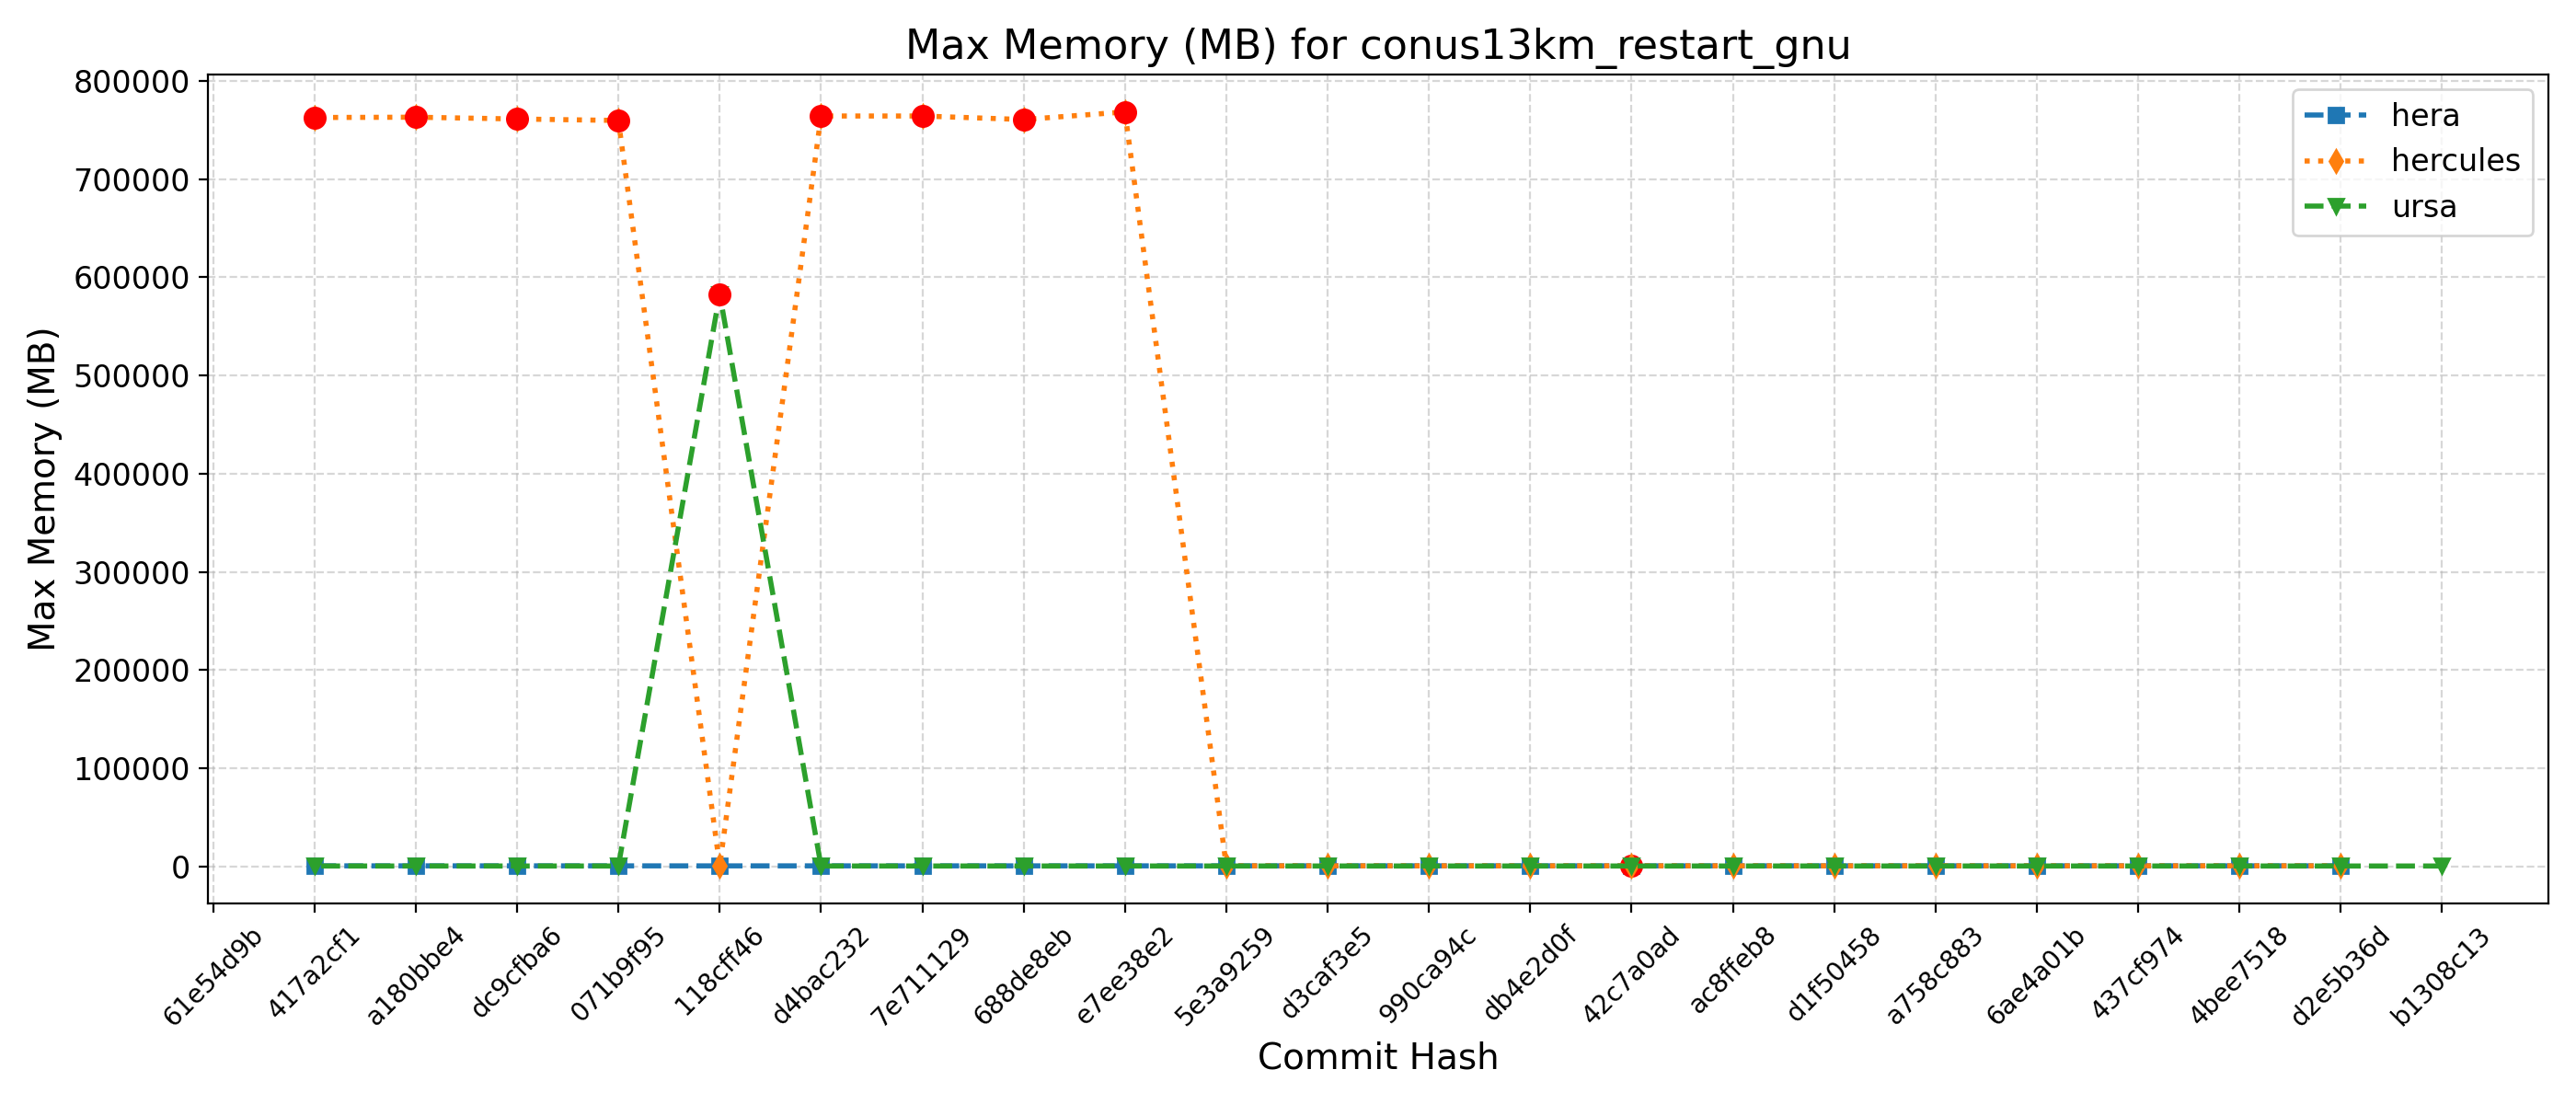 Max Memory (MB) for conus13km_restart_gnu
hera
hercules
ursa
Max Memory (MB)
800000
700000
600000
500000
400000
300000
200000
100000
0
61e54d9b
417a2cf1
a180bbe4
dc9cfba6
071b9f95
118cff46
d4bac232
7e711129
688de8eb
e7ee38e2
5e3a9259
d3caf3e5
990ca94c
db4e2d0f
42c7a0ad
ac8ffeb8
d1f50458
a758c883
6ae4a01b
437cf974
4bee7518
d2e5b36d
b1308c13
Commit Hash